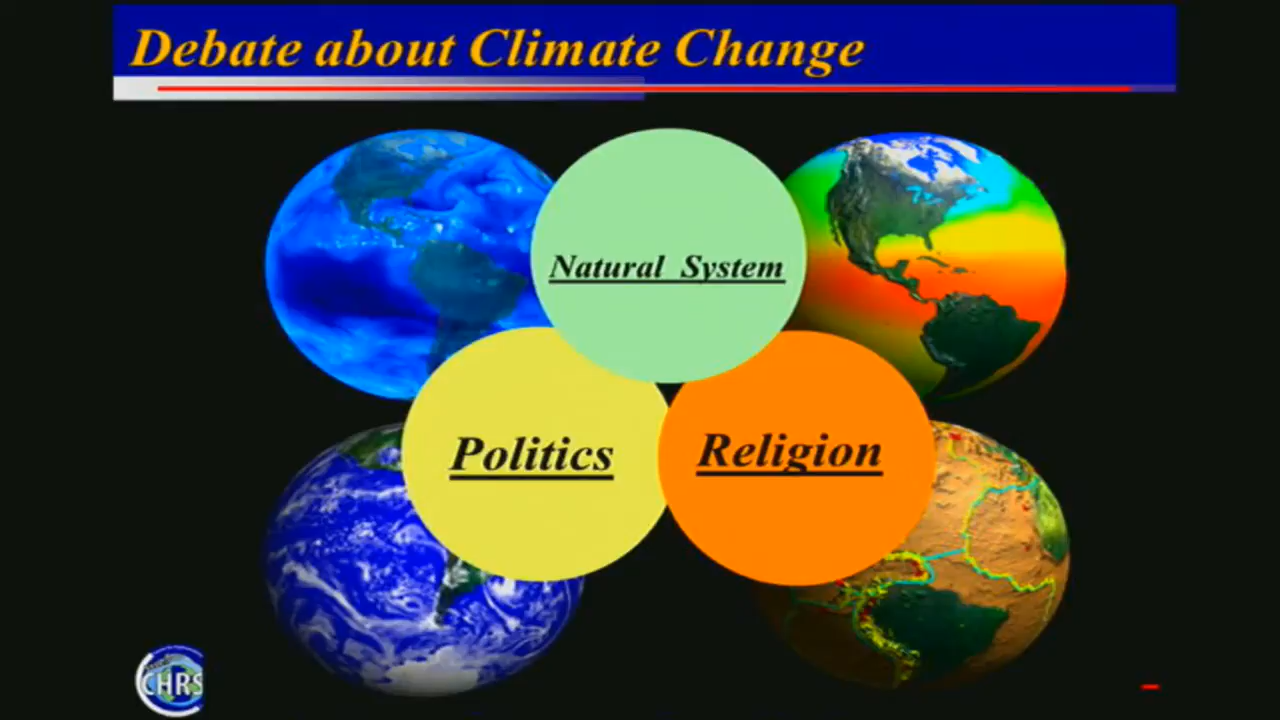 Debate about Climate Change
Natural System
Politics
Religion
CHRS